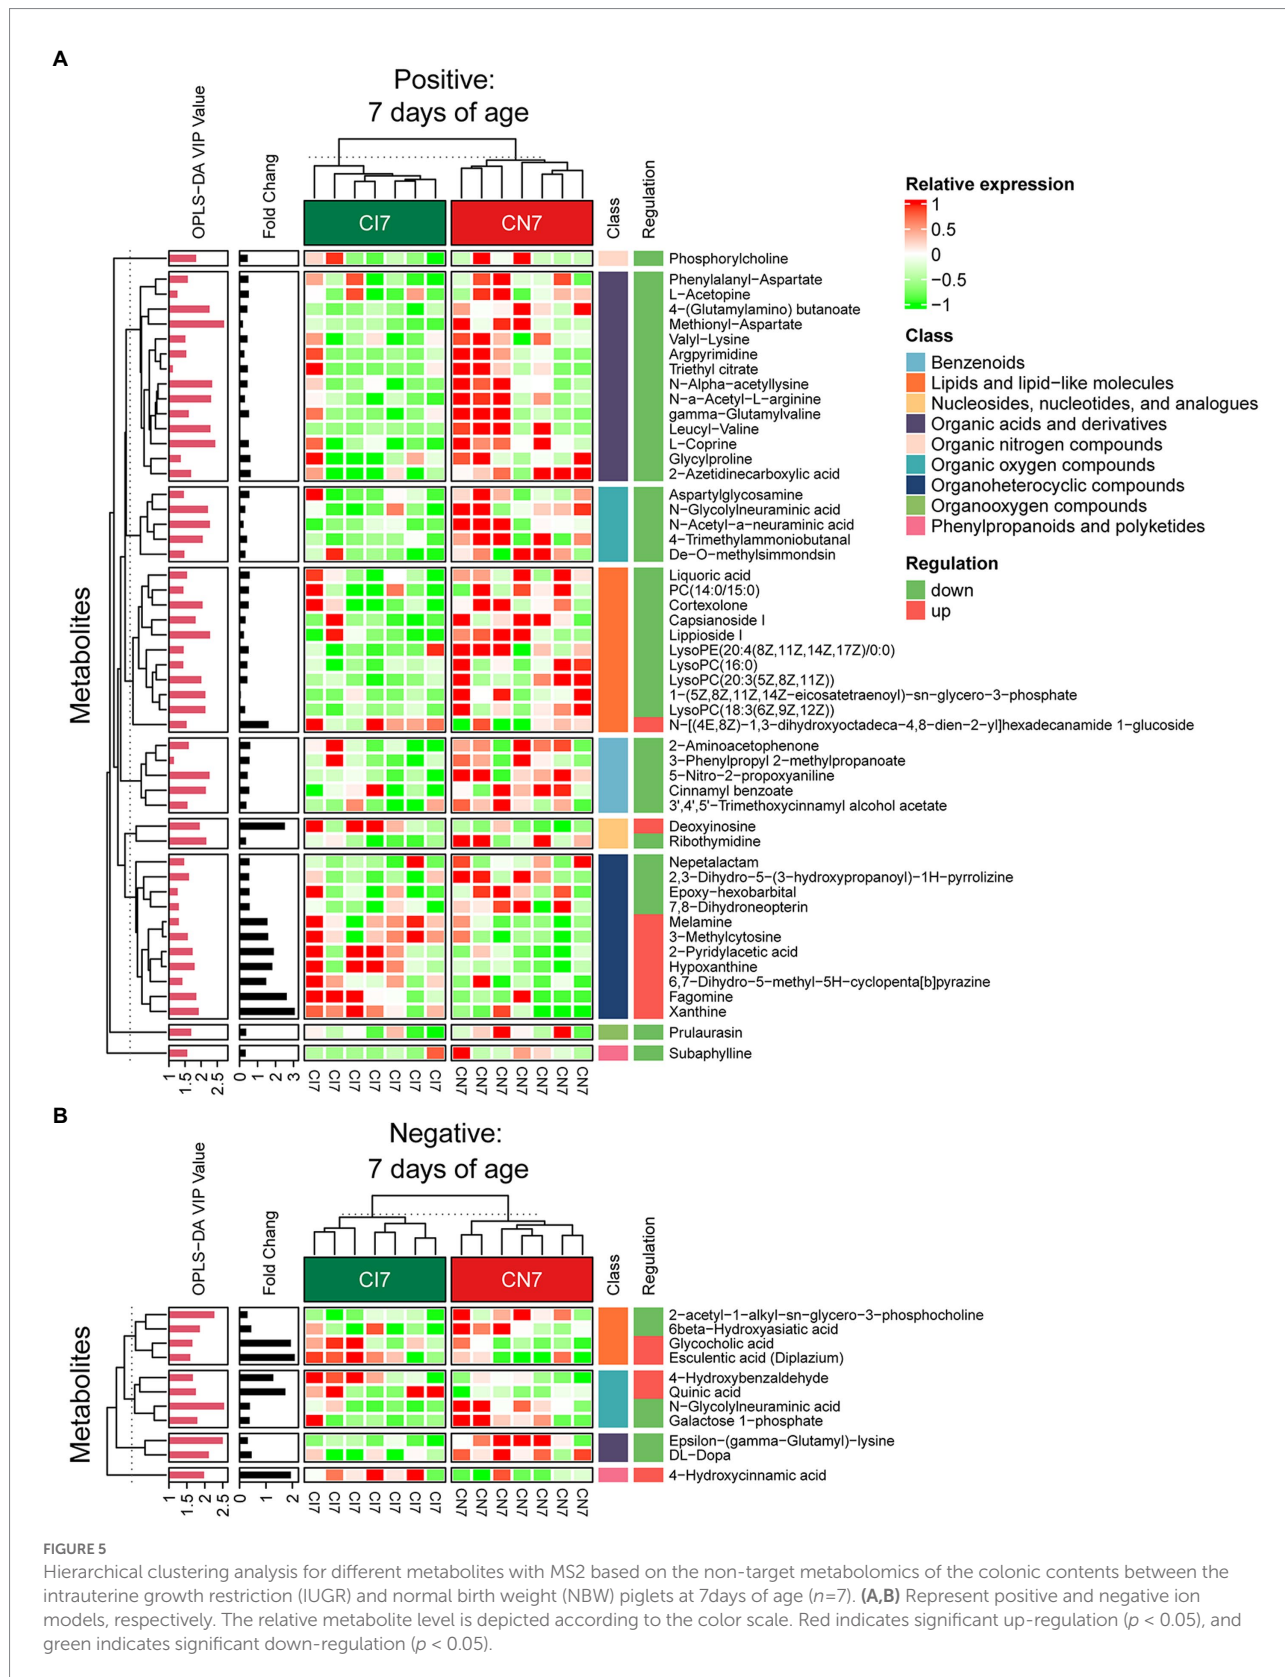 A
Positive:
7 days of age
OPLS−DA VIP Value
Fold Chang
CI7
CN7
Class
Regulation
Metabolites
Phosphorylcholine
Phenylalanyl−Aspartate
L−Acetopine
4−(Glutamylamino) butanoate
Methionyl−Aspartate
Valyl−Lysine
Argpyrimidine
Triethyl citrate
N−Alpha−acetyllysine
N−a−Acetyl−L−arginine
gamma−Glutamylvaline
Leucyl−Valine
L−Coprine
Glycylproline
2−Azetidinecarboxylic acid
Aspartylglycosamine
N−Glycolylneuraminic acid
N−Acetyl−a−neuraminic acid
4−Trimethylammoniobutanal
De−O−methylsimmondsin
Liquoric acid
PC(14:0/15:0)
Cortexolone
Capsianoside I
Lippioside I
LysoPE(20:4(8Z,11Z,14Z,17Z)/0:0)
LysoPC(16:0)
LysoPC(20:3(5Z,8Z,11Z))
1−(5Z,8Z,11Z,14Z−eicosatetraenoyl)−sn−glycero−3−phosphate
LysoPC(18:3(6Z,9Z,12Z))
N−[(4E,8Z)−1,3−dihydroxyoctadeca−4,8−dien−2−yl]hexadecanamide 1−glucoside
2−Aminoacetophenone
3−Phenylpropyl 2−methylpropanoate
5−Nitro−2−propoxyaniline
Cinnamyl benzoate
3',4',5'−Trimethoxycinnamyl alcohol acetate
Deoxyinosine
Ribothymidine
Nepetalactam
2,3−Dihydro−5−(3−hydroxypropanoyl)−1H−pyrrolizine
Epoxy−hexobarbital
7,8−Dihydroneopterin
Melamine
3−Methylcytosine
2−Pyridylacetic acid
Hypoxanthine
6,7−Dihydro−5−methyl−5H−cyclopenta[b]pyrazine
Fagomine
Xanthine
Prulaurasin
Subaphylline
1 1.5 2 2.5
0 1 2 3
CI7 CI7 CI7 CI7 CI7 CI7 CI7
CN7 CN7 CN7 CN7 CN7 CN7 CN7
Relative expression
1
0.5
0
−0.5
−1
Class
Benzenoids
Lipids and lipid−like molecules
Nucleosides, nucleotides, and analogues
Organic acids and derivatives
Organic nitrogen compounds
Organic oxygen compounds
Organoheterocyclic compounds
Organooxygen compounds
Phenylpropanoids and polyketides
Regulation
down
up
B
Negative:
7 days of age
OPLS−DA VIP Value
Fold Chang
CI7
CN7
Class
Regulation
Metabolites
2−acetyl−1−alkyl−sn−glycero−3−phosphocholine
6beta−Hydroxyasiatic acid
Glycocholic acid
Esculentic acid (Diplazium)
4−Hydroxybenzaldehyde
Quinic acid
N−Glycolylneuraminic acid
Galactose 1−phosphate
Epsilon−(gamma−Glutamyl)−lysine
DL−Dopa
4−Hydroxycinnamic acid
1 1.5 2 2.5
0 1 2
CI7 CI7 CI7 CI7 CI7 CI7 CI7
CN7 CN7 CN7 CN7 CN7 CN7 CN7
FIGURE 5
Hierarchical clustering analysis for different metabolites with MS2 based on the non-target metabolomics of the colonic contents between the
intrauterine growth restriction (IUGR) and normal birth weight (NBW) piglets at 7days of age (n=7). (A,B) Represent positive and negative ion
models, respectively. The relative metabolite level is depicted according to the color scale. Red indicates significant up-regulation (p < 0.05), and
green indicates significant down-regulation (p < 0.05).